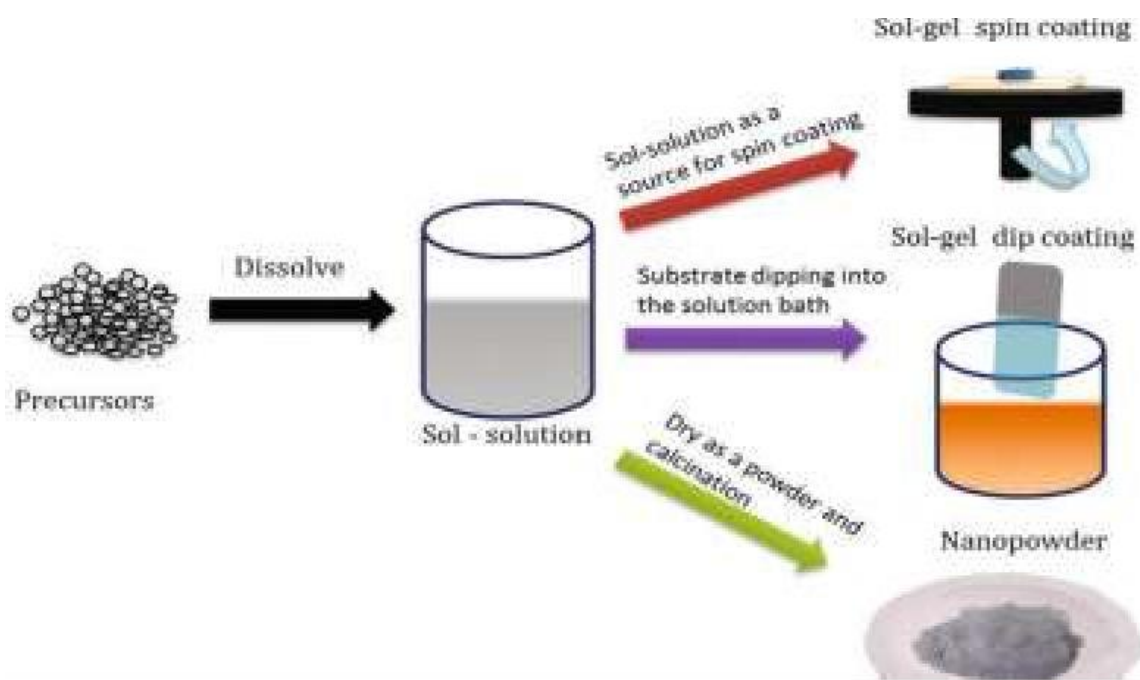 Sol-gel spin coating
Sol-solution as a
source for spin coating
Sol-gel dip coating
Dissolve
Substrate dipping into
the solution bath
Precursors
Sol - solution
Dry as a powder and
calcination
Nanopowder